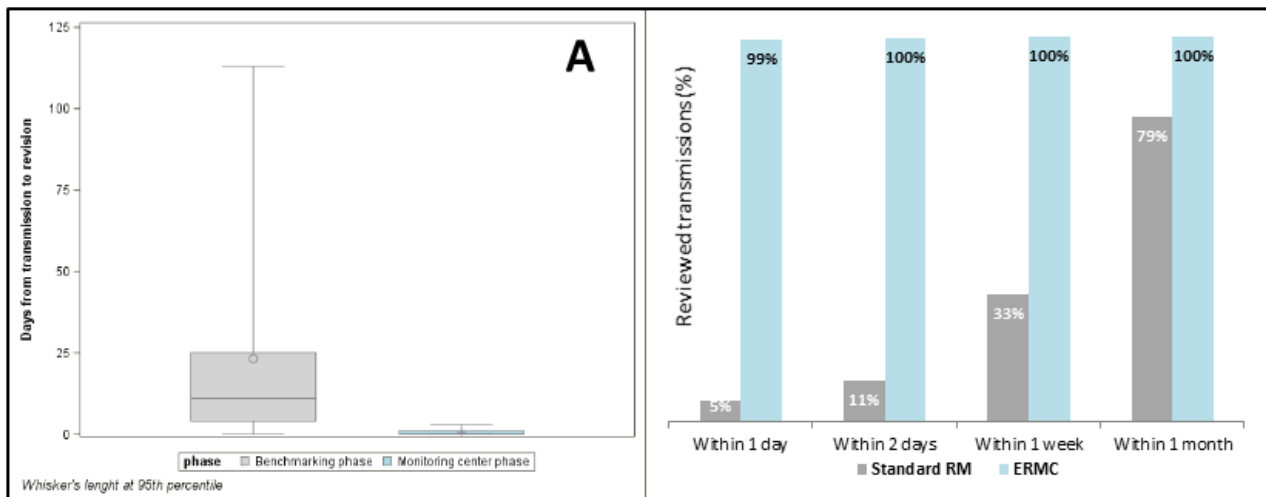 125
100
75
50
25
0
Days from transmission to revision
A
phase Benchmarking phase Monitoring center phase
Whisker's lenght at 95th percentile
Reviewed transmissions (%)
99%
100%
100%
100%
5%
11%
33%
79%
Within 1 day Within 2 days Within 1 week Within 1 month
Standard RM ERMC